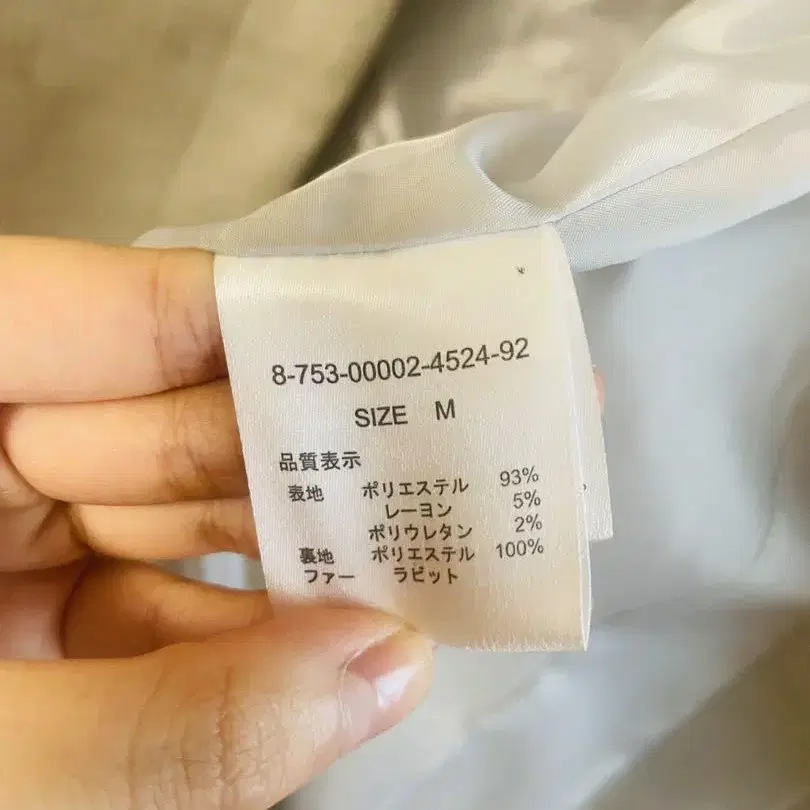 8-753-00002-4524-92
SIZE M
品質表示
表地 ポリエステル 93%
レーヨン 5%
ポリウレタン 2%
裏地 ポリエステル 100%
ファー ラビット